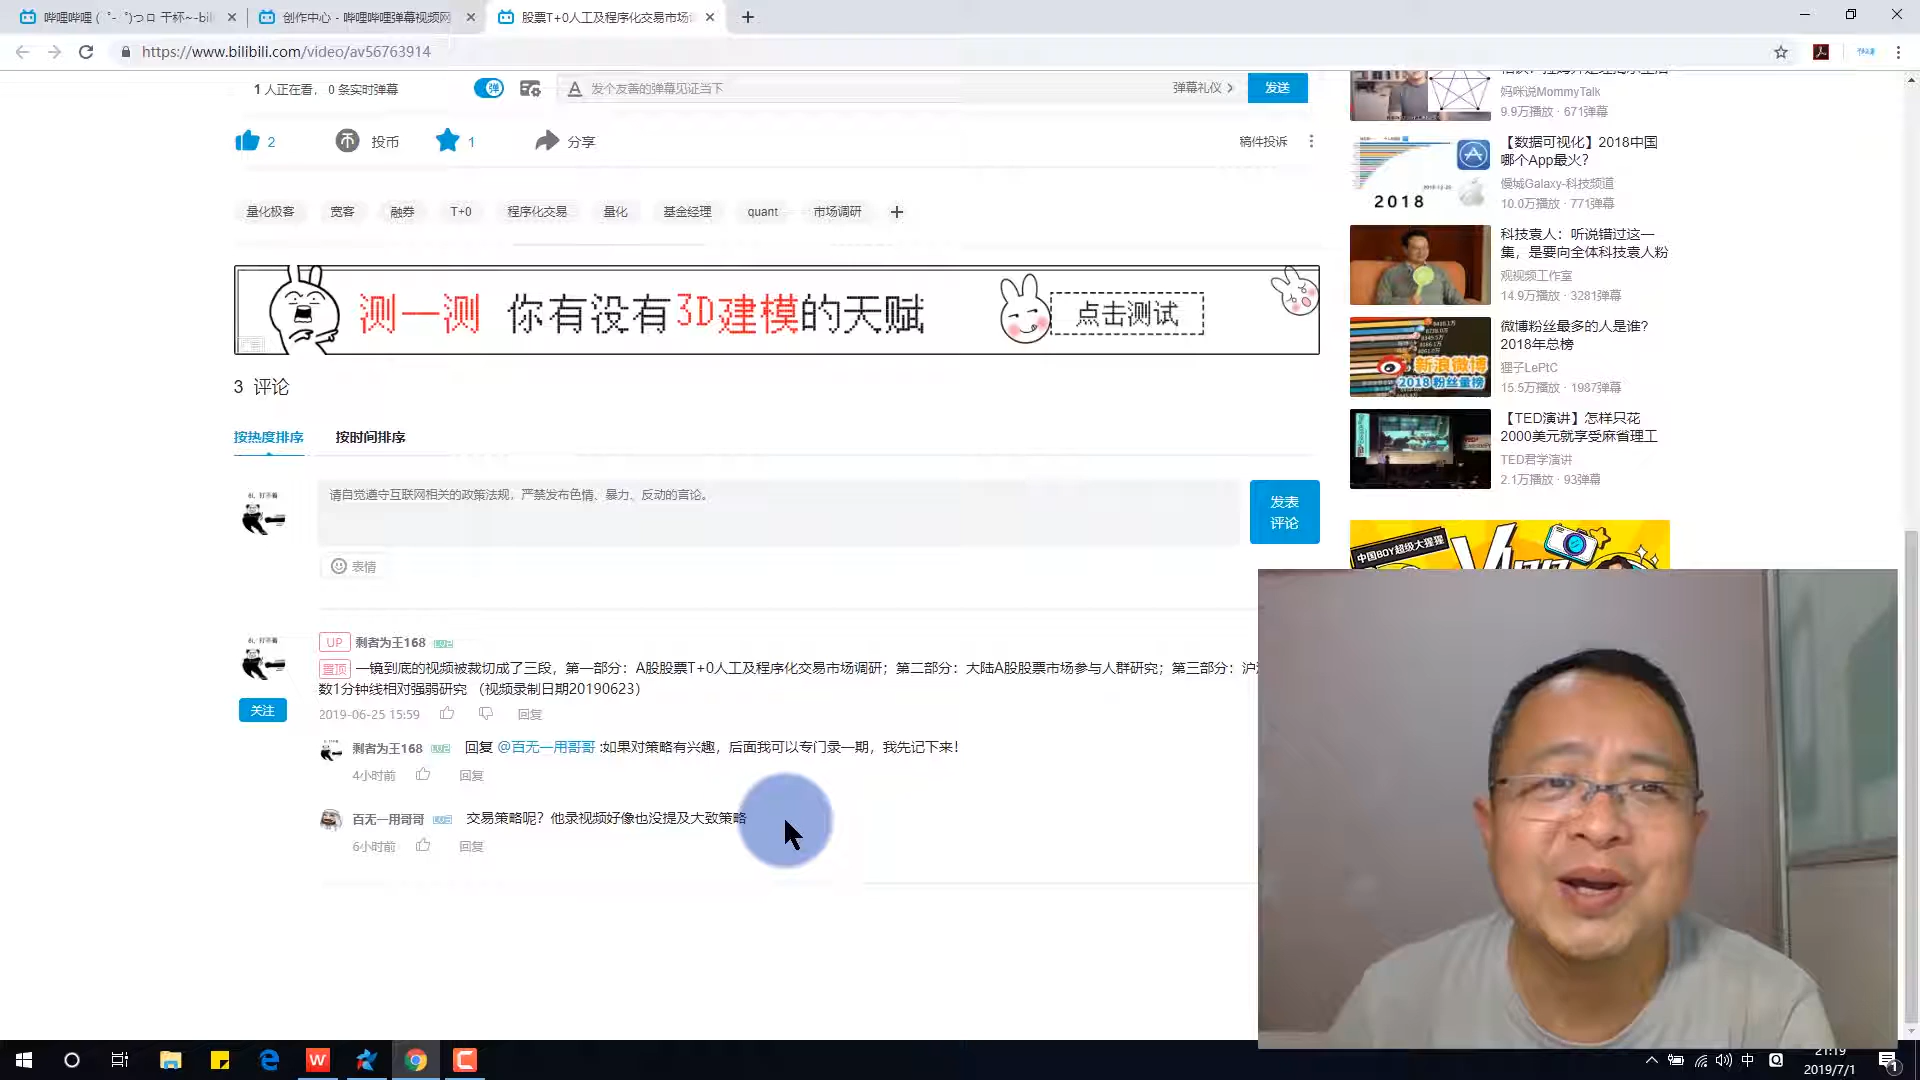 哔哩哔哩 ( ゜- ゜)つロ 干杯~-bil
创作中心 - 哔哩哔哩弹幕视频网
股票T+0人工及程序化交易市场
https://www.bilibili.com/video/av56763914
1 人正在看， 0 条实时弹幕
弹
发个友善的弹幕见证当下
弹幕礼仪
发送
2
投币
1
分享
稿件投诉
量化极客
宽客
融券
T+0
程序化交易
量化
基金经理
quant
市场调研
测一测 你有没有3D建模的天赋
点击测试
3 评论
按热度排序
按时间排序
请自觉遵守互联网相关的政策法规，严禁发布色情、暴力、反动的言论。
发表
评论
表情
UP 剩者为王168
置顶 一镜到底的视频被裁切成了三段，第一部分：A股股票T+0人工及程序化交易市场调研；第二部分：大陆A股股票市场参与人群研究；第三部分：沪
数1分钟线相对强弱研究 （视频录制日期20190623）
关注
2019-06-25 15:59
回复
剩者为王168 回复 @百无一用哥哥 :如果对策略有兴趣，后面我可以专门录一期，我先记下来！
4小时前
回复
百无一用哥哥 交易策略呢？他录视频好像也没提及大致策略
6小时前
回复
妈咪说MommyTalk
9.9万播放 · 671弹幕
【数据可视化】2018中国
哪个App最火？
2018
Galaxy-科技频道
10.0万播放 · 771弹幕
科技袁人：听说错过这一
集，是要向全体科技袁人粉
观视频工作室
14.9万播放 · 3281弹幕
微博粉丝最多的人是谁？
2018年总榜
新浪微博
2018 粉丝量榜
狸子LePtC
15.5万播放 · 1987弹幕
【TED演讲】怎样只花
2000美元就享受麻省理工
TED君学演讲
2.1万播放 · 93弹幕
中国BOY超级大猩猩
中
21:19
2019/7/1
1